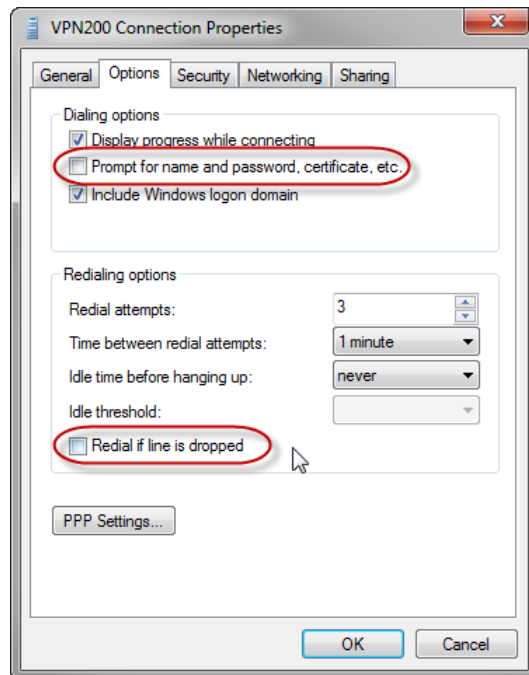 VPN200 Connection Properties
General Options Security Networking Sharing
Dialing options
Display progress while connecting
Prompt for name and password, certificate, etc.
Include Windows logon domain
Redialing options
Redial attempts: 3
Time between redial attempts: 1 minute
Idle time before hanging up: never
Idle threshold:
Redial if line is dropped
PPP Settings...
OK Cancel